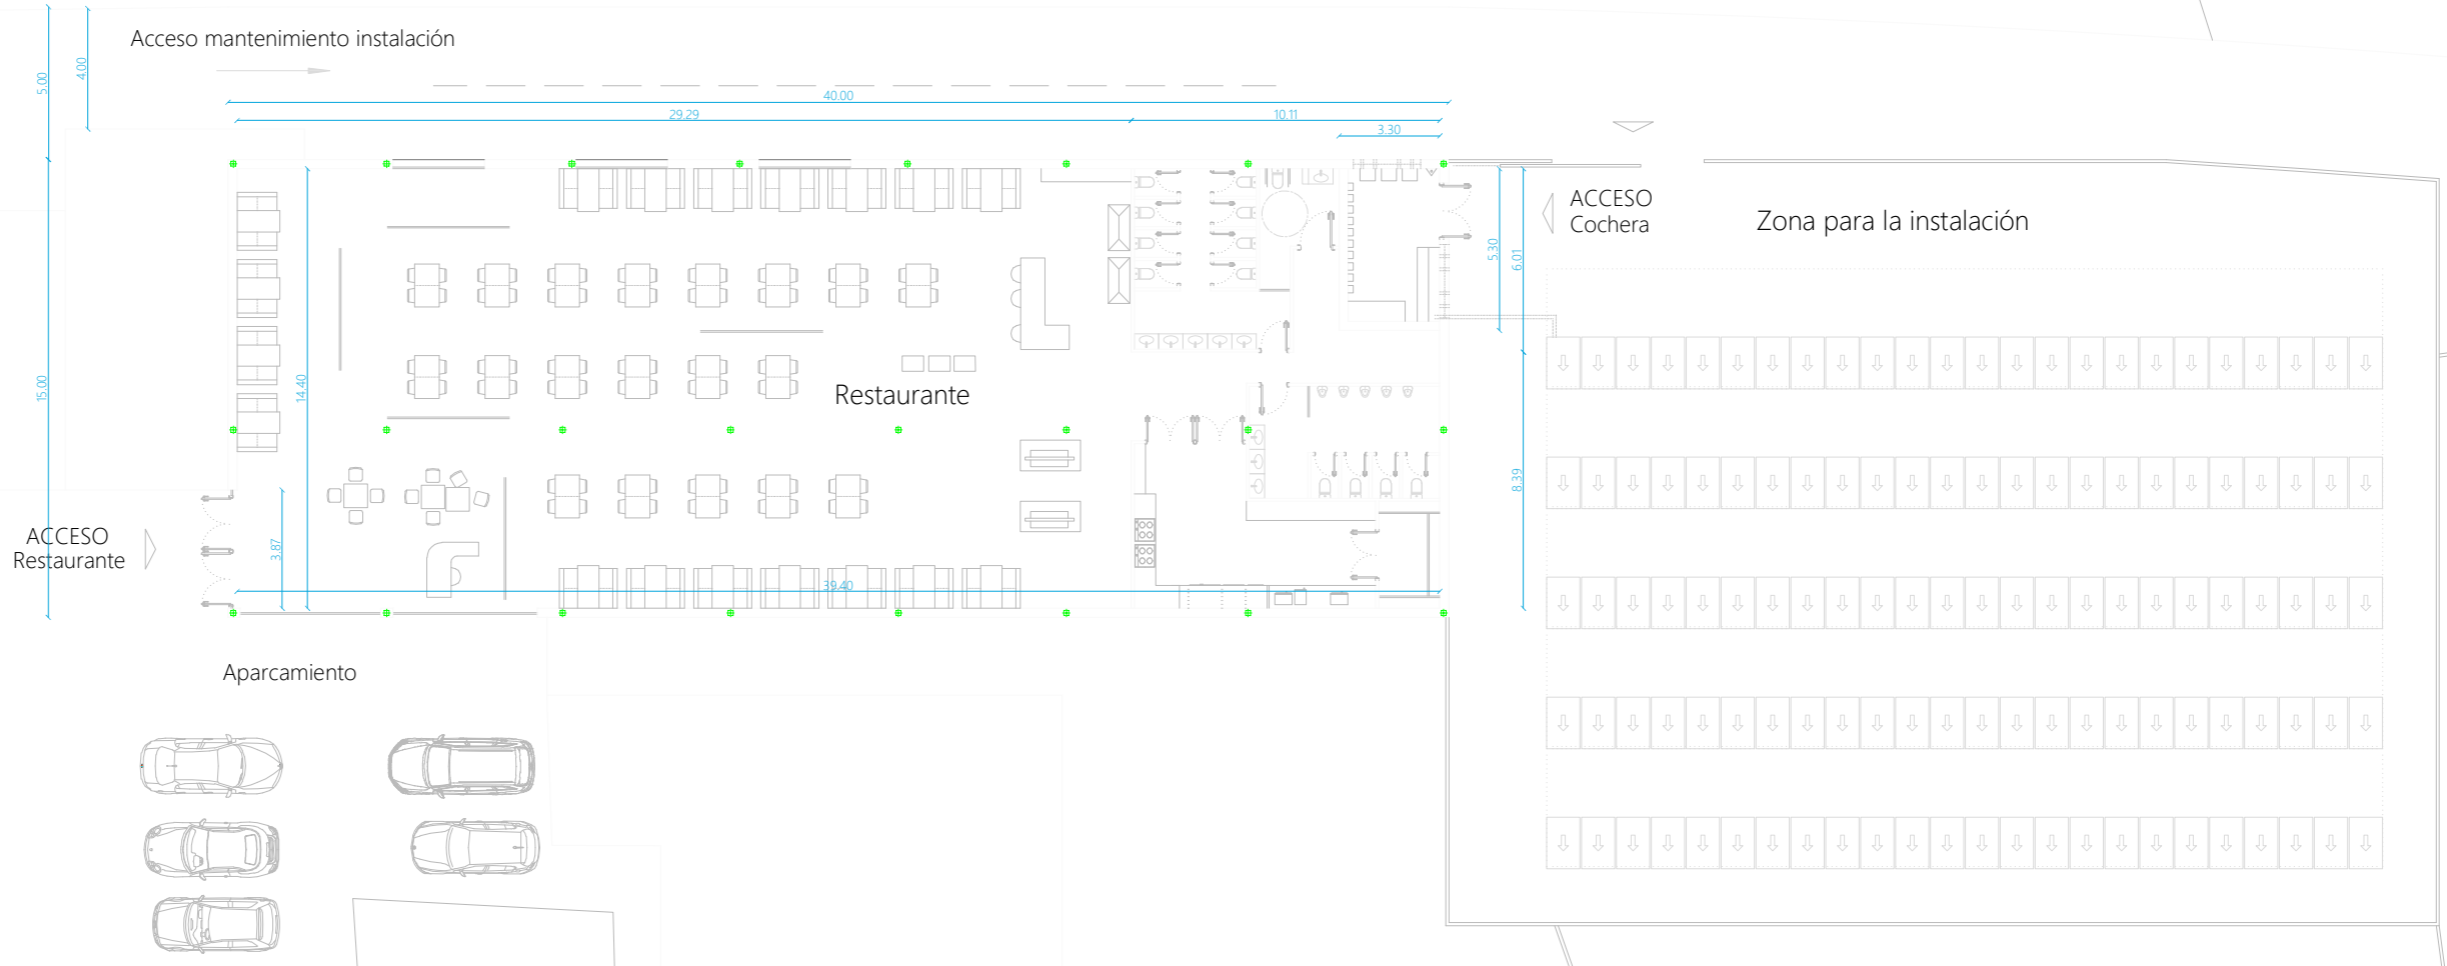 Acceso mantenimiento instalación
5.00
4.00
40.00
29.29
10.11
3.30
ACCESO
Cochera
Zona para la instalación
5.30
6.01
15.00
14.40
Restaurante
8.39
ACCESO
Restaurante
3.87
39.40
Aparcamiento